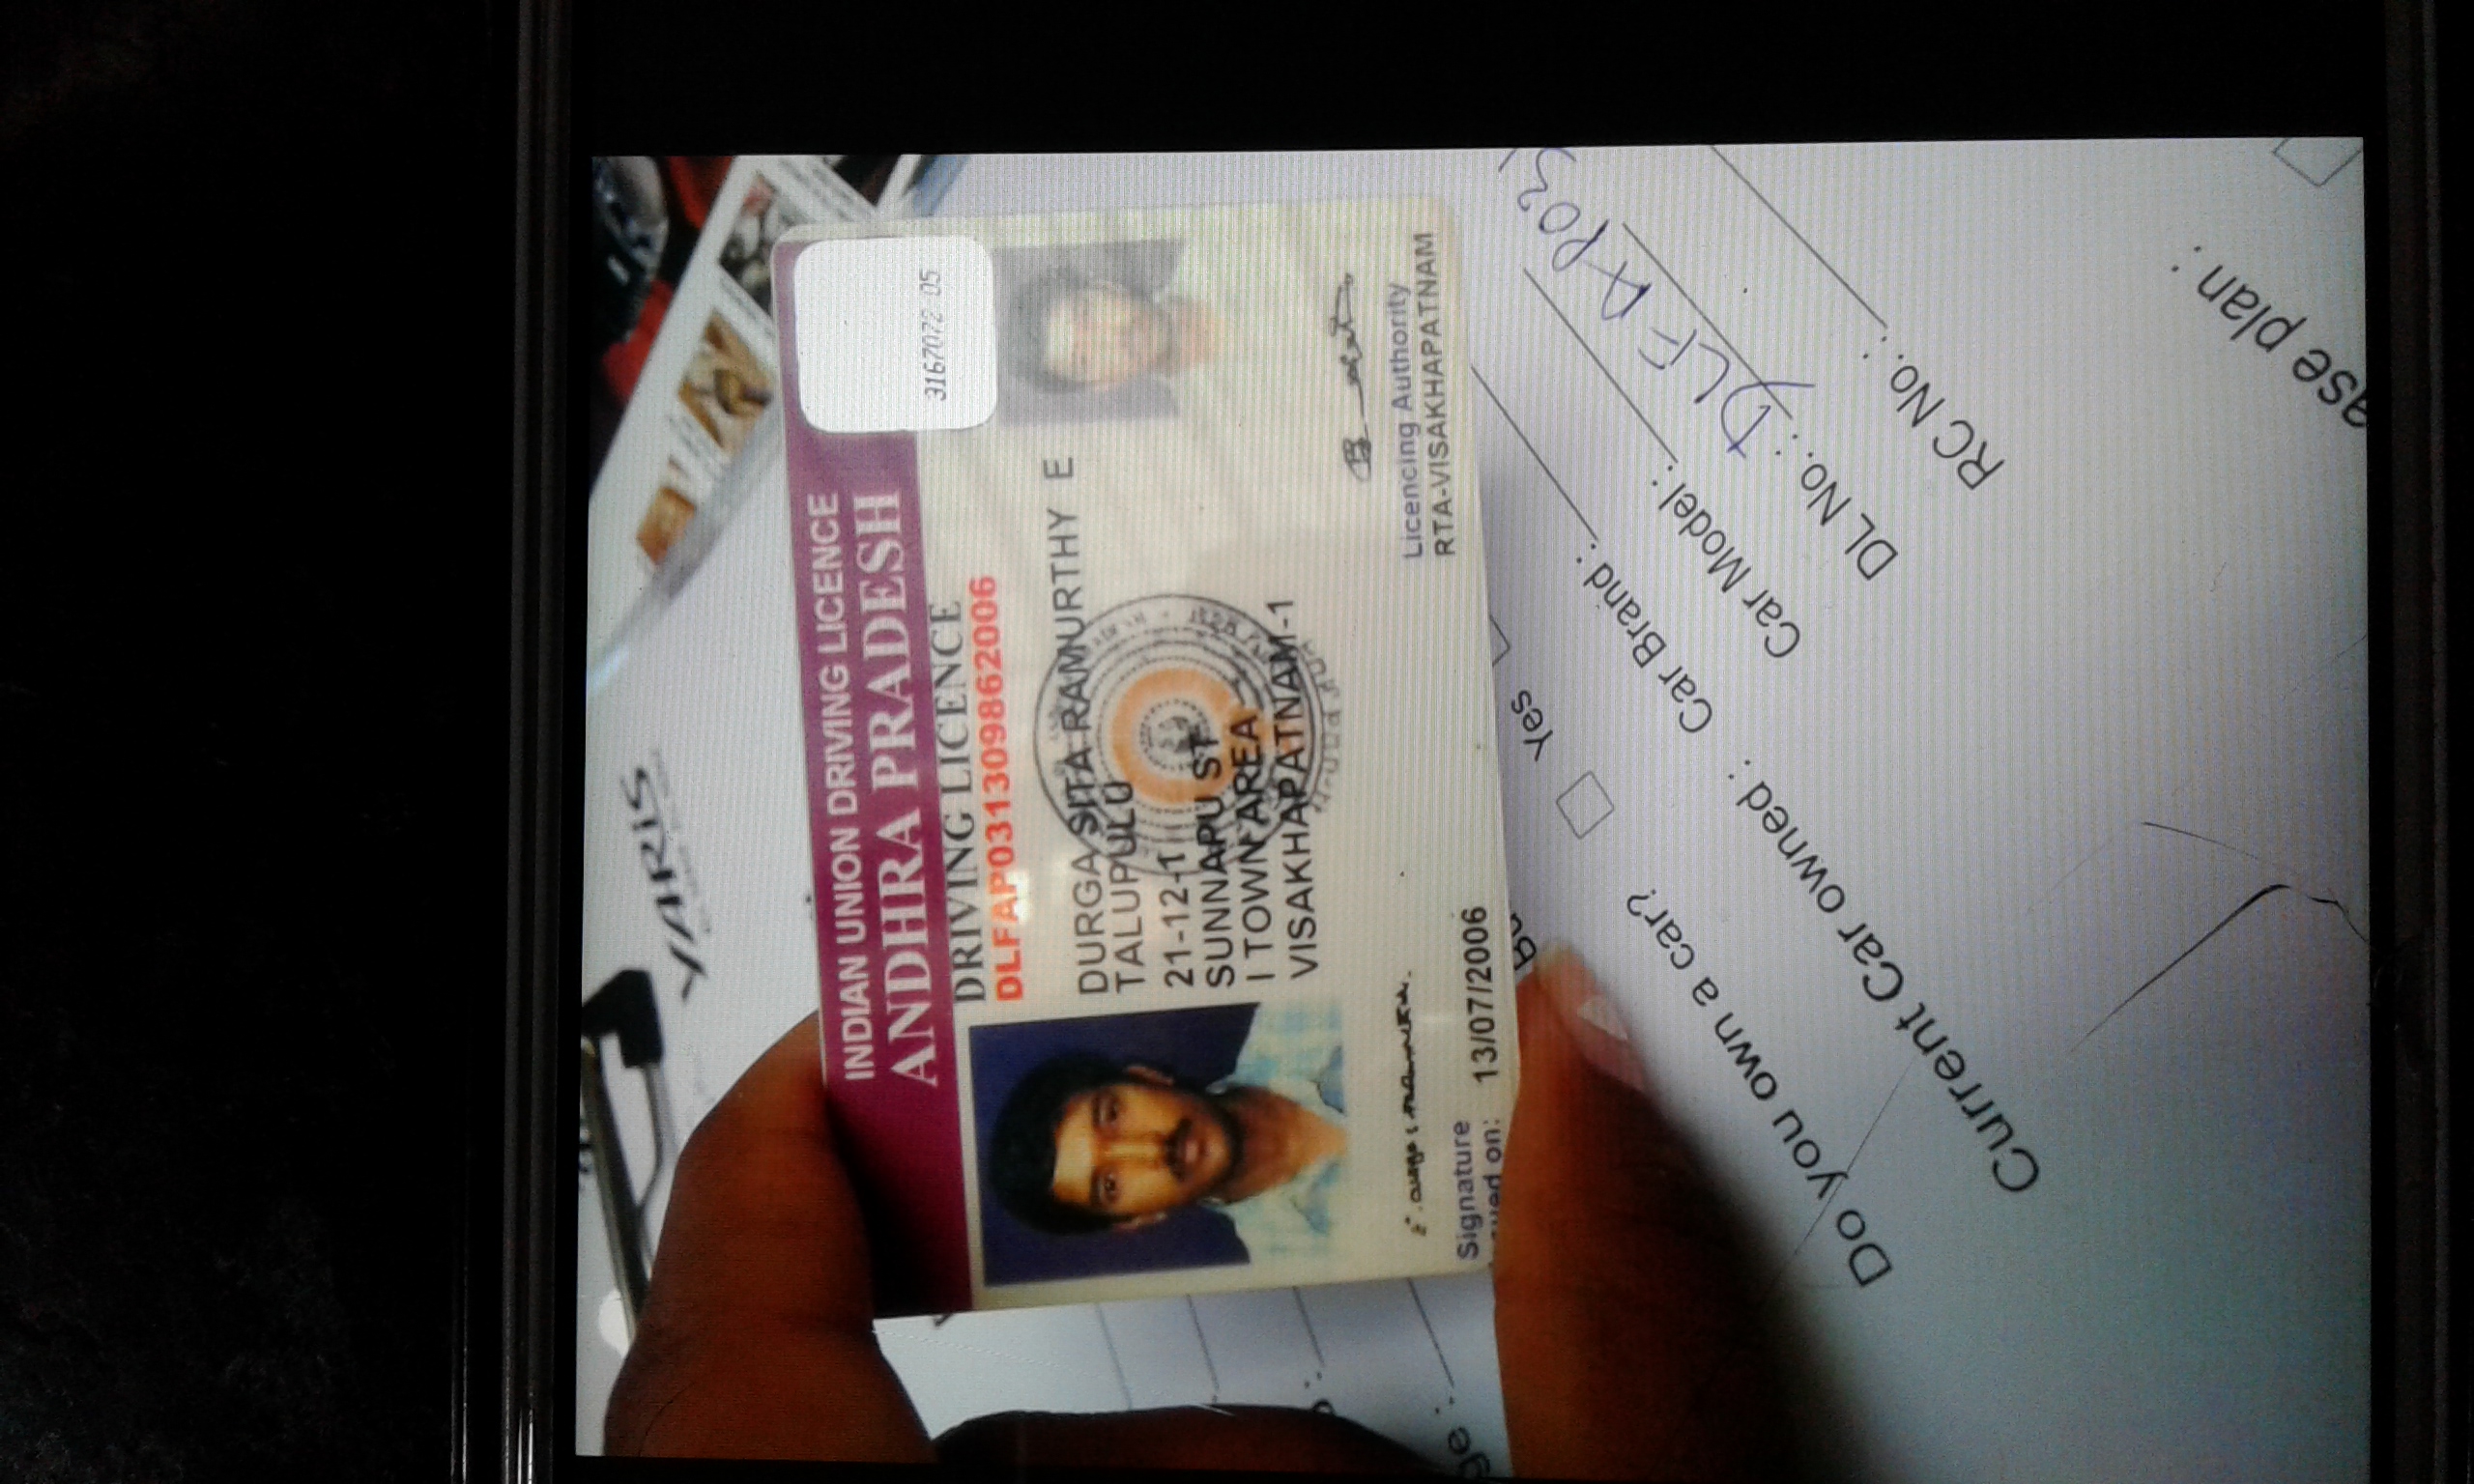 YARiS
INDIAN UNION DRIVING LICENCE
ANDHRA PRADESH
3167072 05
DRIVING LICENCE
DLFAP031309862006
DURGA SITA RAMURTHY E
TALUPULU
21-12-1
SUNNAPU ST
I TOWN AREA
VISAKHAPATNAM-1
Licencing Authority
RTA-VISAKHAPATNAM
Signature
on: 13/07/2006
Yes
Do you own a car?
Current Car owned : Car Brand :
Car Model :
DL No. : DLFAP031
RC No. :
plan :